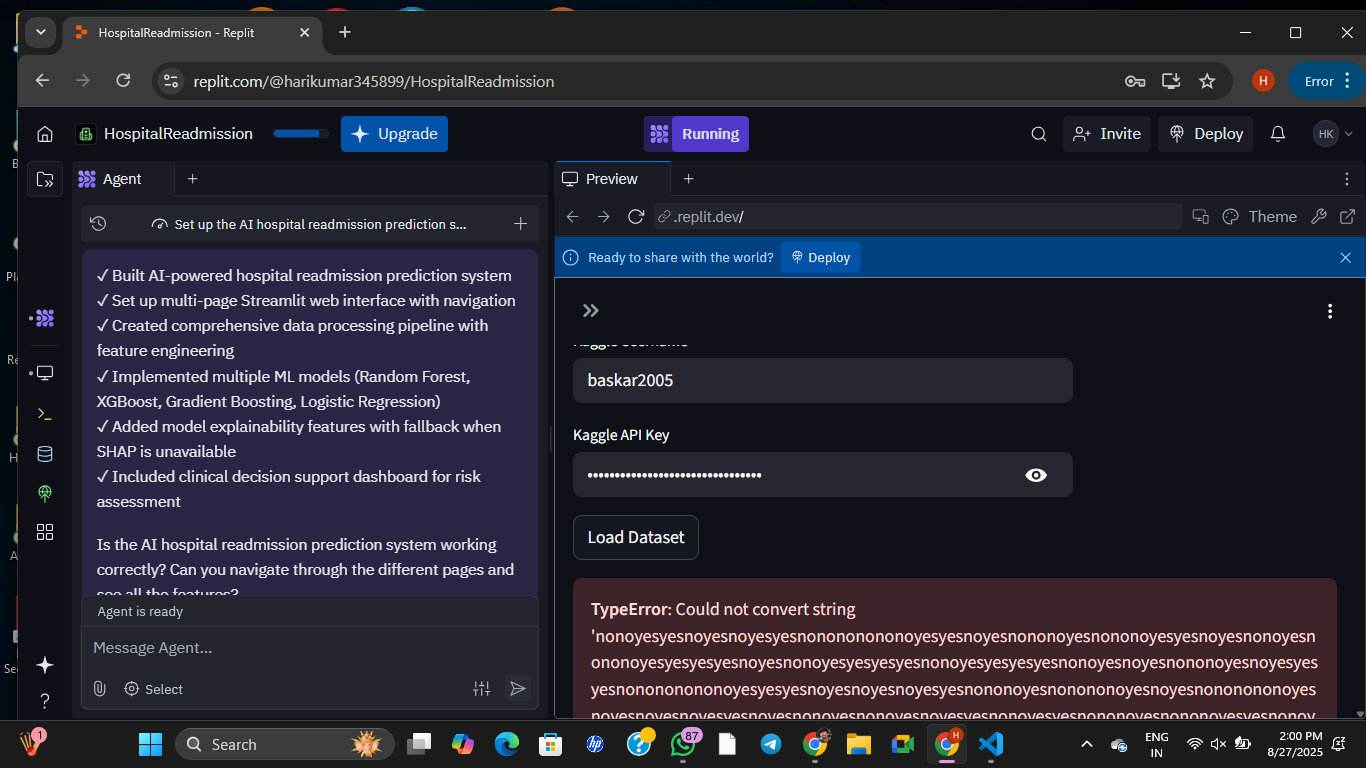 HospitalReadmission - Replit
replit.com/@harikumar345899/HospitalReadmission
H
Error
HospitalReadmission
Upgrade
Running
Invite
Deploy
HK
Agent
Preview
Set up the AI hospital readmission prediction s...
.replit.dev/
Theme
Ready to share with the world?
Deploy
✓ Built AI-powered hospital readmission prediction system
✓ Set up multi-page Streamlit web interface with navigation
✓ Created comprehensive data processing pipeline with
feature engineering
✓ Implemented multiple ML models (Random Forest,
XGBoost, Gradient Boosting, Logistic Regression)
✓ Added model explainability features with fallback when
SHAP is unavailable
✓ Included clinical decision support dashboard for risk
assessment
Is the AI hospital readmission prediction system working
correctly? Can you navigate through the different pages and
see all the features?
Agent is ready
Message Agent...
Select
Kaggle Username
baskar2005
Kaggle API Key
Load Dataset
TypeError: Could not convert string
1
Search
87
H
ENG
IN
2:00 PM
8/27/2025